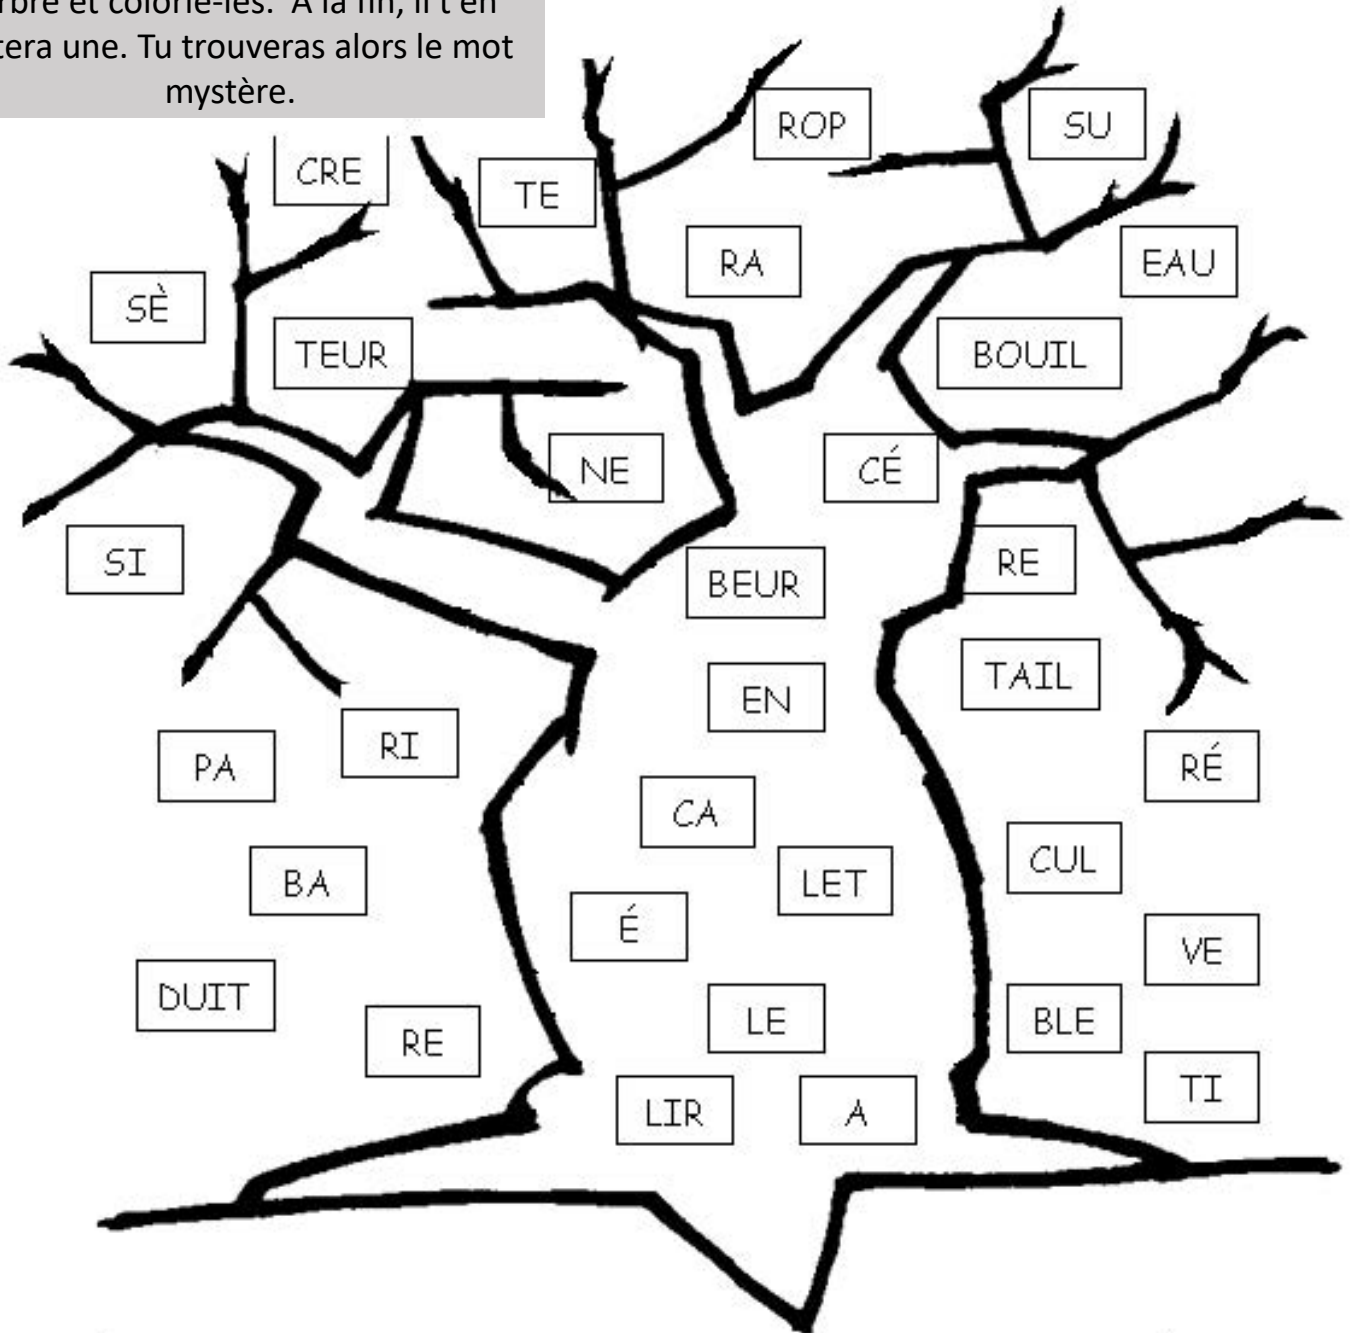 et colorie-les. À la fin, il t'en
une. Tu trouveras alors le mot
mystère.
ROP
SU
CRE
TE
RA
EAU
SÈ
TEUR
BOUIL
NE
CÉ
SI
BEUR
RE
TAIL
EN
RI
PA
RÉ
CA
CUL
BA
LET
É
VE
DUIT
LE
BLE
RE
TI
LIR
A